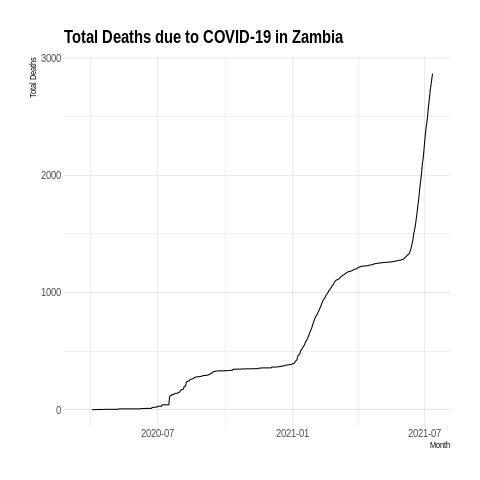 Total Deaths due to COVID-19 in Zambia
Total Deaths
3000
2000
1000
0
2020-07
2021-01
2021-07
Month